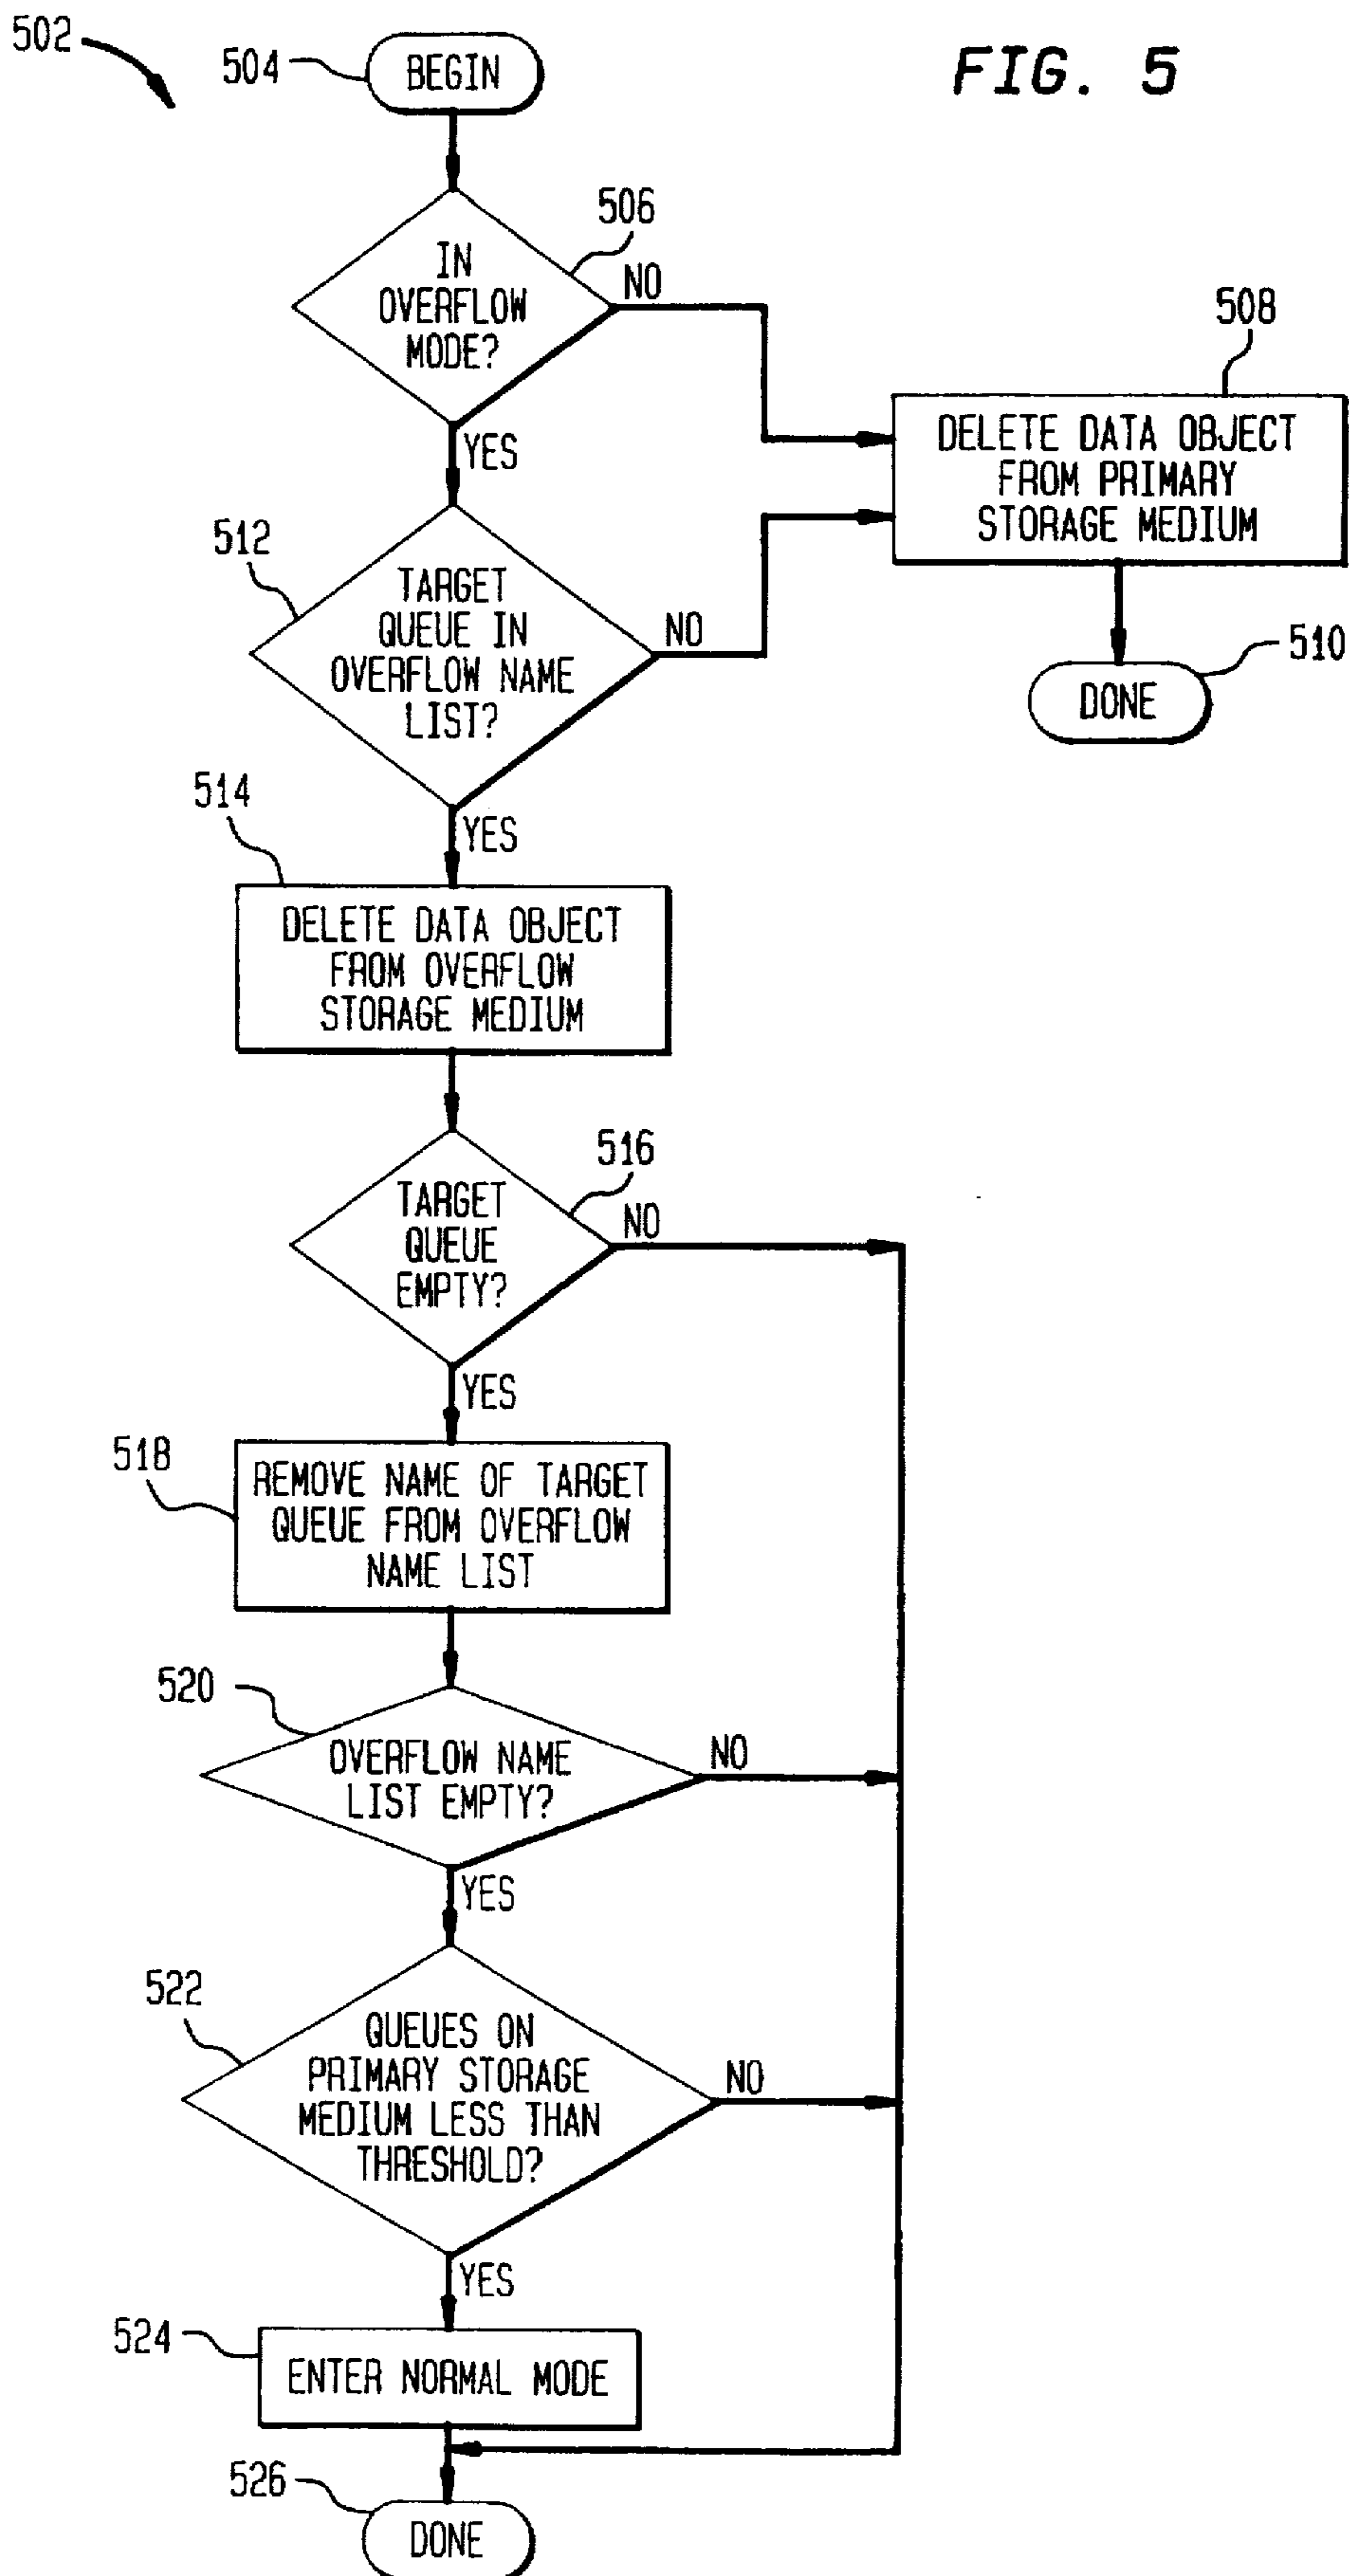 502
504
BEGIN
FIG. 5
506
IN
OVERFLOW
MODE?
NO
YES
508
DELETE DATA OBJECT
FROM PRIMARY
STORAGE MEDIUM
510
DONE
512
TARGET
QUEUE IN
OVERFLOW NAME
LIST?
NO
YES
514
DELETE DATA OBJECT
FROM OVERFLOW
STORAGE MEDIUM
516
TARGET
QUEUE
EMPTY?
NO
YES
518
REMOVE NAME OF TARGET
QUEUE FROM OVERFLOW
NAME LIST
520
OVERFLOW NAME
LIST EMPTY?
NO
YES
522
QUEUES ON
PRIMARY STORAGE
MEDIUM LESS THAN
THRESHOLD?
NO
YES
524
ENTER NORMAL MODE
526
DONE